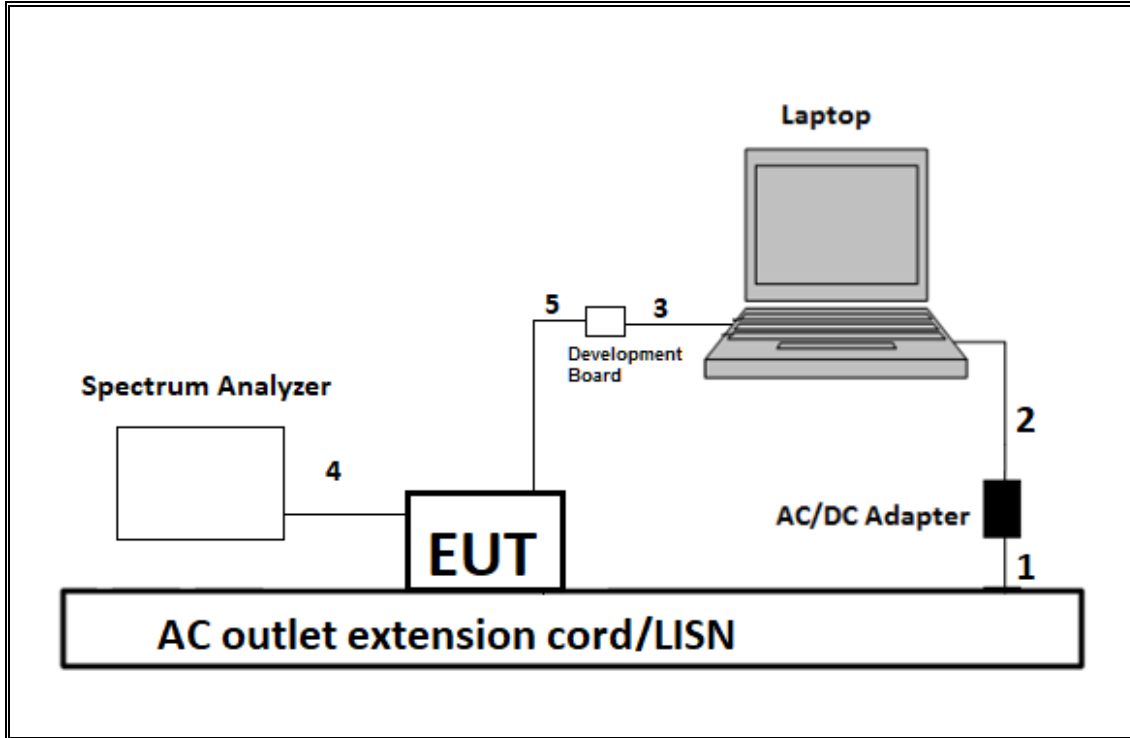 Laptop
5
3
Development
Board
Spectrum Analyzer
2
4
AC/DC Adapter
EUT
1
AC outlet extension cord/LISN